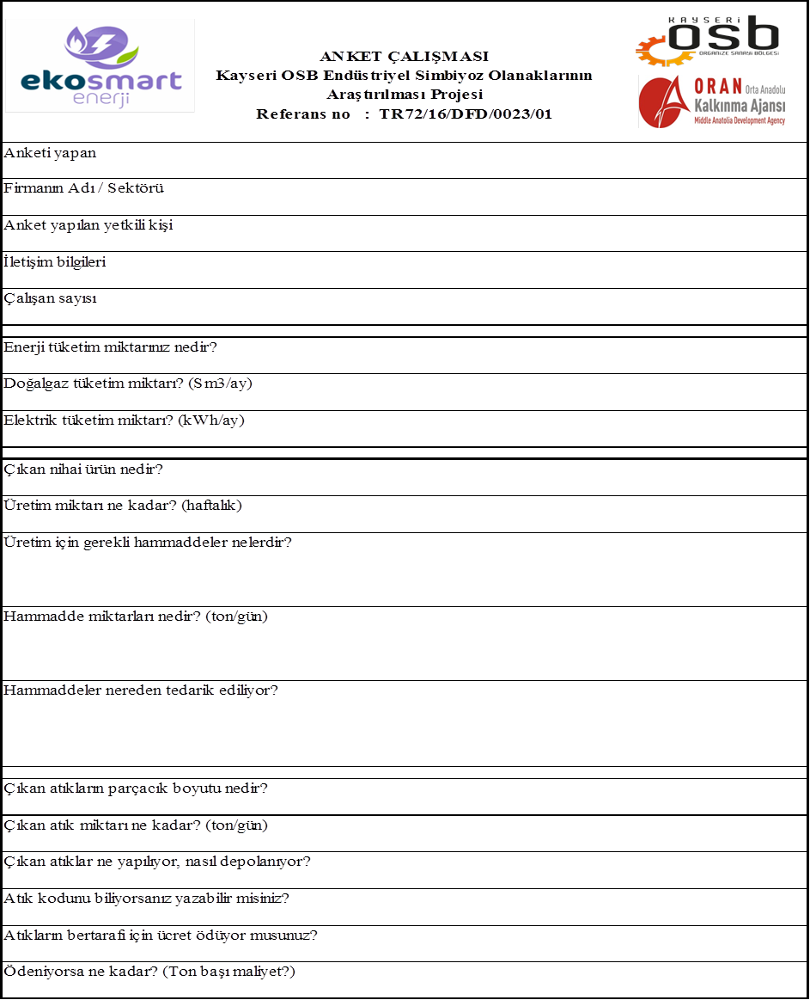 ekosmart
enerji
ANKET ÇALIŞMASI
Kayseri OSB Endüstriyel Simbiyoz Olanaklarının
Araştırılması Projesi
Referans no : TR72/16/DFD/0023/01
KAYSERİ
osb
ORGANİZE SANAYİ BÖLGESİ
ORAN Orta Anadolu
Kalkınma Ajansı
Middle Anatolia Development Agency
Anketi yapan
Firmanın Adı / Sektörü
Anket yapılan yetkili kişi
İletişim bilgileri
Çalışan sayısı
Enerji tüketim miktarınız nedir?
Doğalgaz tüketim miktarı? (Sm3/ay)
Elektrik tüketim miktarı? (kWh/ay)
Çıkan nihai ürün nedir?
Üretim miktarı ne kadar? (haftalık)
Üretim için gerekli hammaddeler nelerdir?
Hammadde miktarları nedir? (ton/gün)
Hammaddeler nereden tedarik ediliyor?
Çıkan atıkların parçacık boyutu nedir?
Çıkan atık miktarı ne kadar? (ton/gün)
Çıkan atıklar ne yapılıyor, nasıl depolanıyor?
Atık kodunu biliyorsanız yazabilir misiniz?
Atıkların bertarafi için ücret ödüyor musunuz?
Ödeniyorsa ne kadar? (Ton başı maliyet?)